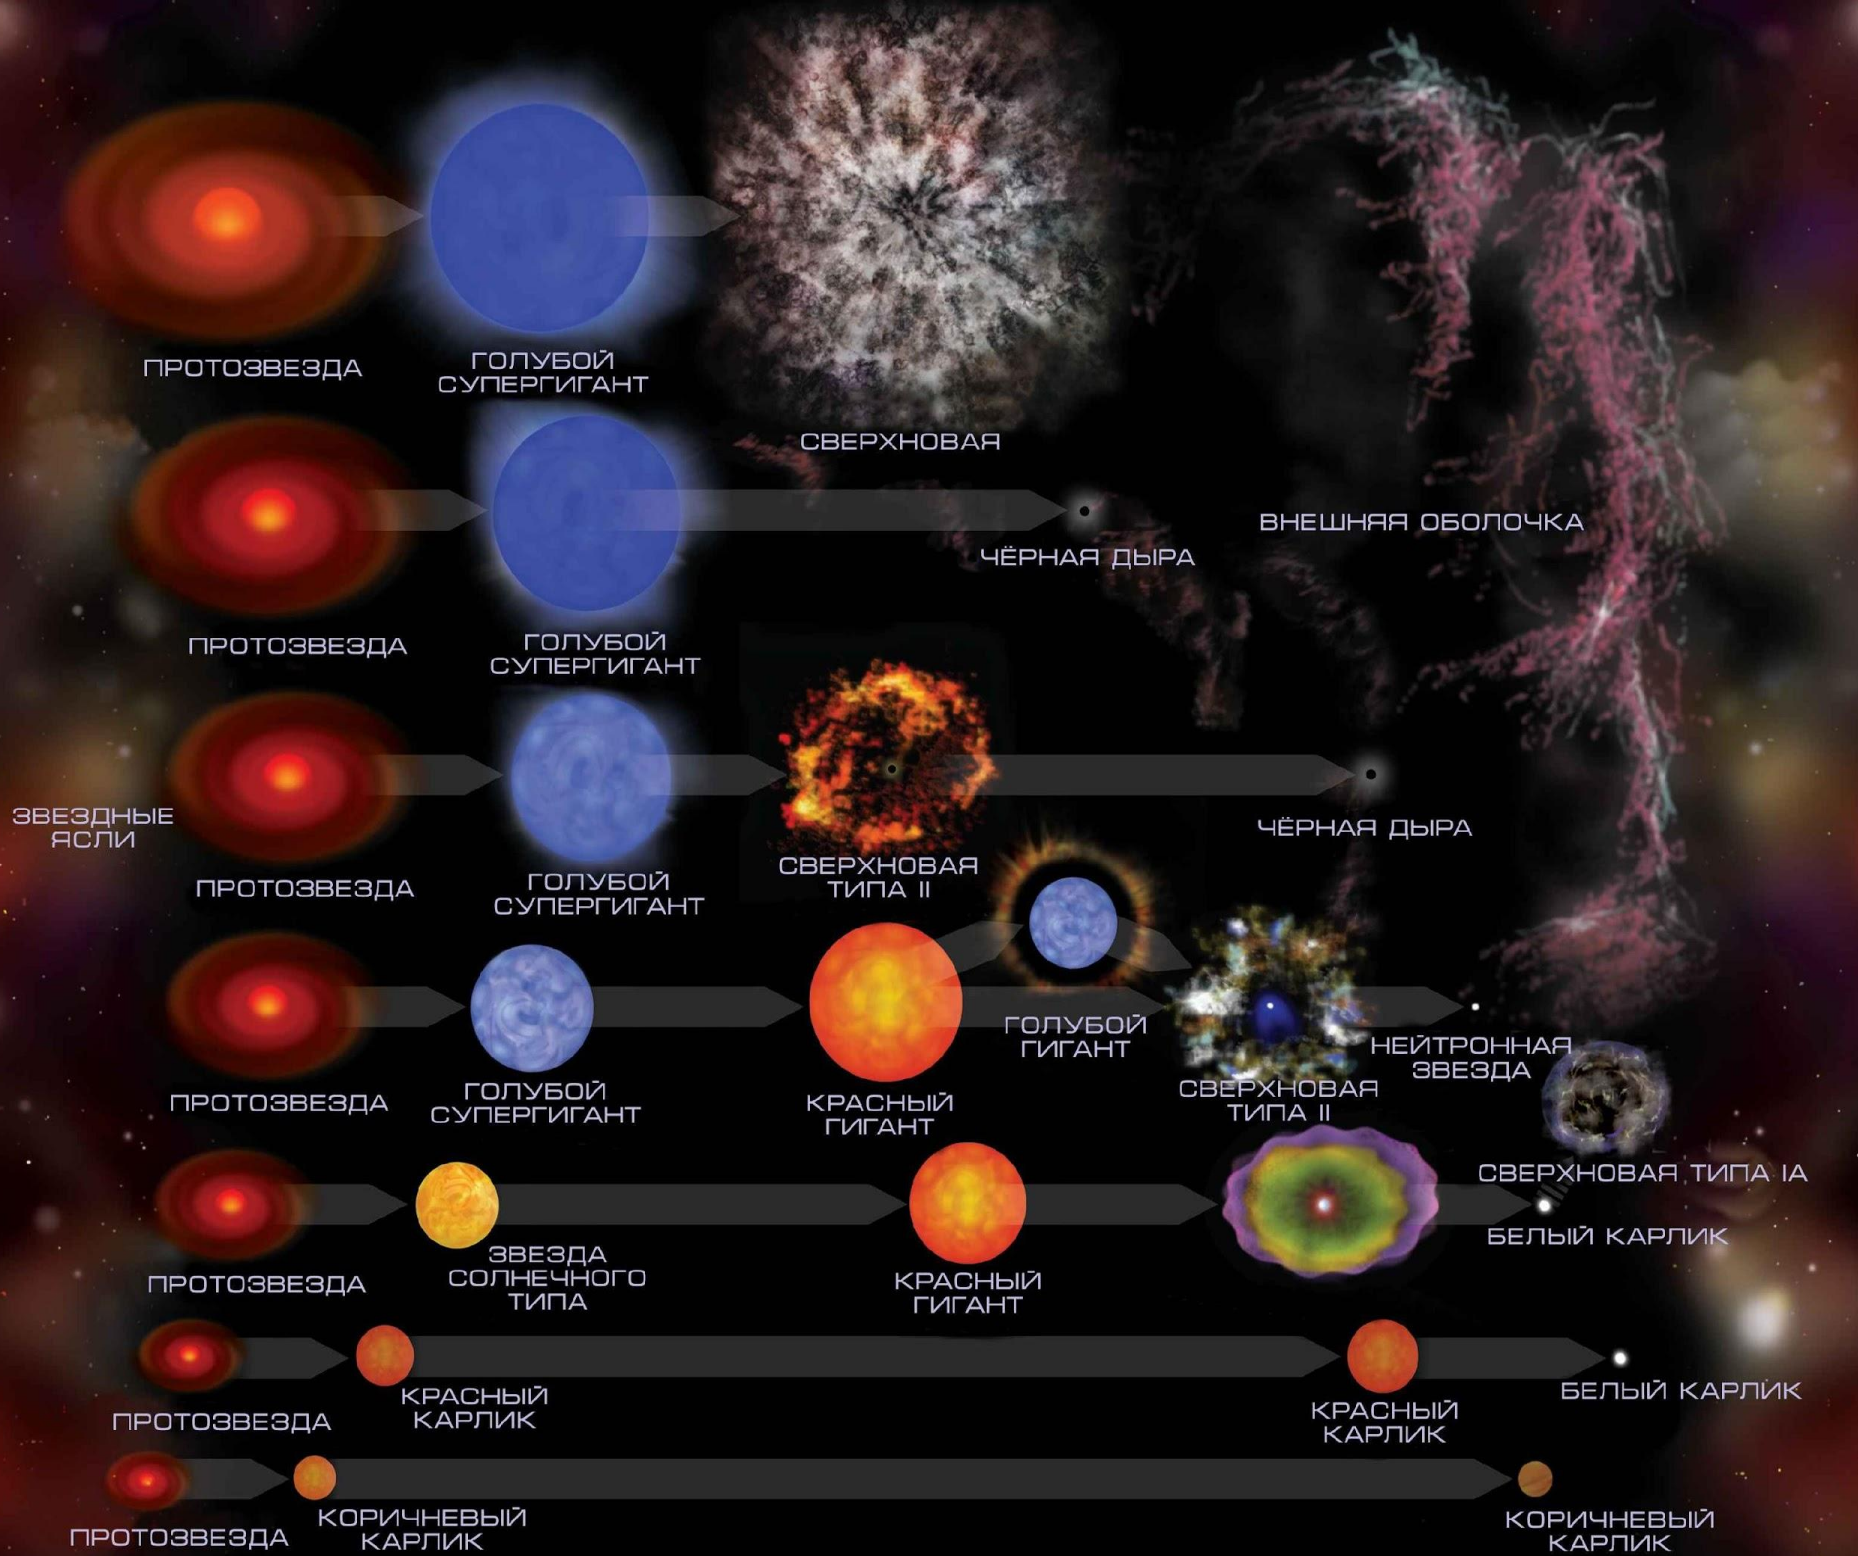 ПРОТОЗВЕЗДА
ГОЛУБОЙ
СУПЕРГИГАНТ
СВЕРХНОВАЯ
ВНЕШНЯЯ ОБОЛОЧКА
ПРОТОЗВЕЗДА
ГОЛУБОЙ
СУПЕРГИГАНТ
ЧЁРНАЯ ДЫРА
ЗВЕЗДНЫЕ
ЯСЛИ
ПРОТОЗВЕЗДА
ГОЛУБОЙ
СУПЕРГИГАНТ
СВЕРХНОВАЯ
ТИПА II
ЧЁРНАЯ ДЫРА
ПРОТОЗВЕЗДА
ГОЛУБОЙ
СУПЕРГИГАНТ
КРАСНЫЙ
ГИГАНТ
ГОЛУБОЙ
ГИГАНТ
СВЕРХНОВАЯ
ТИПА II
НЕЙТРОННАЯ
ЗВЕЗДА
СВЕРХНОВАЯ ТИПА IA
ПРОТОЗВЕЗДА
ЗВЕЗДА
СОЛНЕЧНОГО
ТИПА
КРАСНЫЙ
ГИГАНТ
БЕЛЫЙ КАРЛИК
ПРОТОЗВЕЗДА
КРАСНЫЙ
КАРЛИК
КРАСНЫЙ
КАРЛИК
БЕЛЫЙ КАРЛИК
ПРОТОЗВЕЗДА
КОРИЧНЕВЫЙ
КАРЛИК
КОРИЧНЕВЫЙ
КАРЛИК